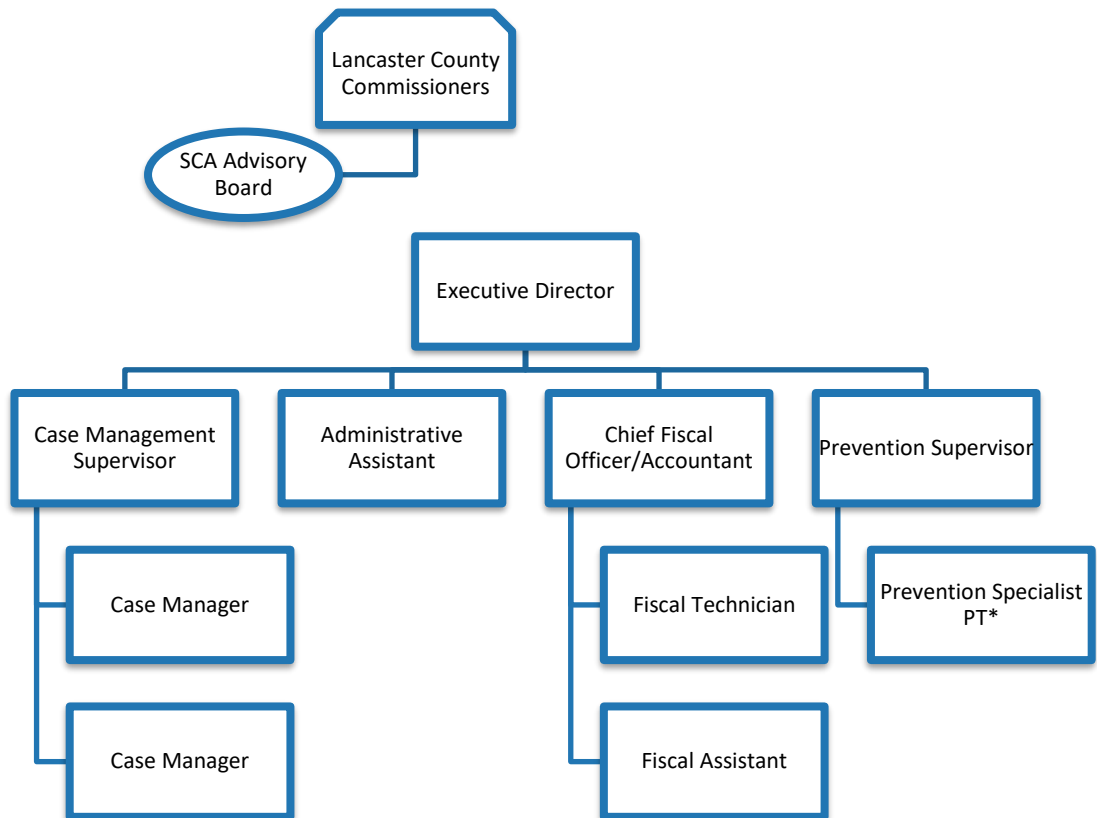 Lancaster County
Commissioners
SCA Advisory
Board
Executive Director
Case Management
Supervisor
Administrative
Assistant
Chief Fiscal
Officer/Accountant
Prevention Supervisor
Case Manager
Fiscal Technician
Prevention Specialist
PT*
Case Manager
Fiscal Assistant